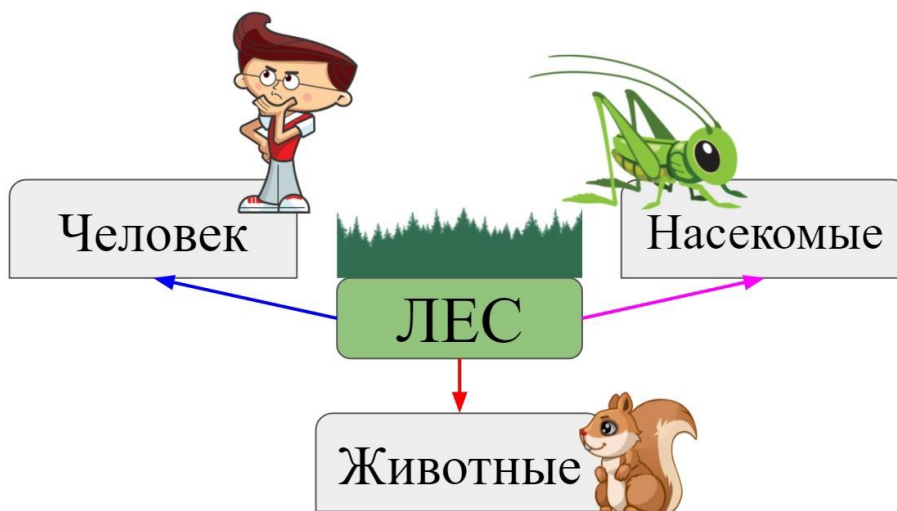 Человек
Насекомые
ЛЕС
Животные